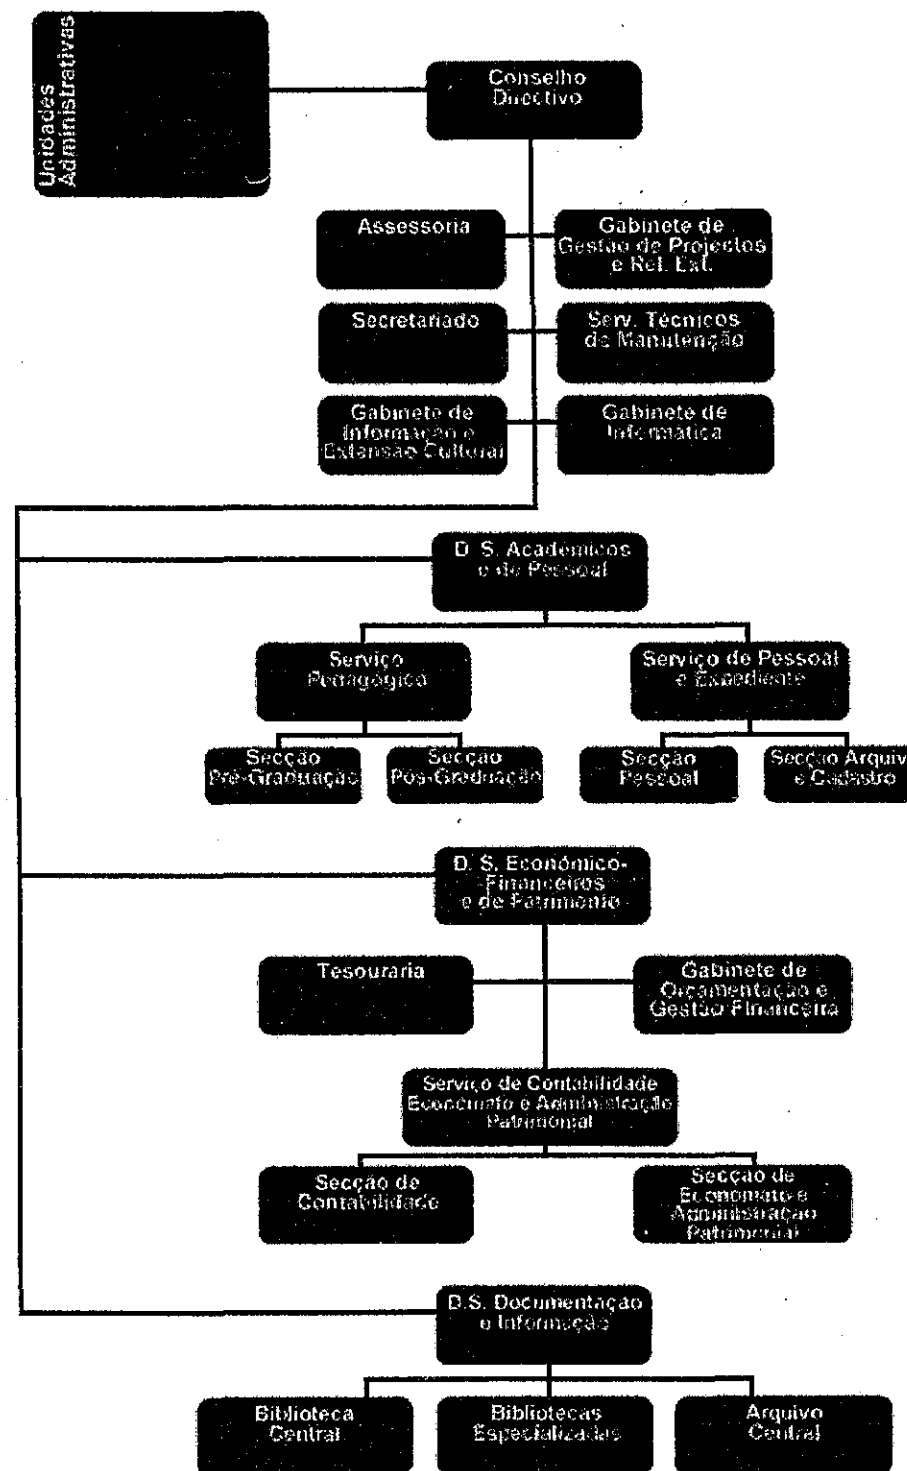 Unidades
Administrativas
Conselho
Directivo
Assessoria
Gabinete de
Gestão de Projectos
e Rel. Ext.
Secretariado
Serv. Técnicos
de Manutenção
Gabinete de
Informação e
Extensão Cultural
Gabinete de
Informática
D. S. Académicos
e de Pessoal
Serviço
Pedagógico
Serviço de Pessoal
e Expediente
Secção
Pré-Graduação
Secção
Pós-Graduação
Secção
Pessoal
Secção Arquiv
e Cadastro
D. S. Económico-
Financeiros
e de Património
Tesouraria
Gabinete de
Orçamentação e
Gestão Financeira
Serviço de Contabilidade
Economato e Administração
Patrimonial
Secção de
Contabilidade
Secção de
Economato e
Administração
Patrimonial
D.S. Documentação
e Informação
Biblioteca
Central
Bibliotecas
Especializadas
Arquivo
Central